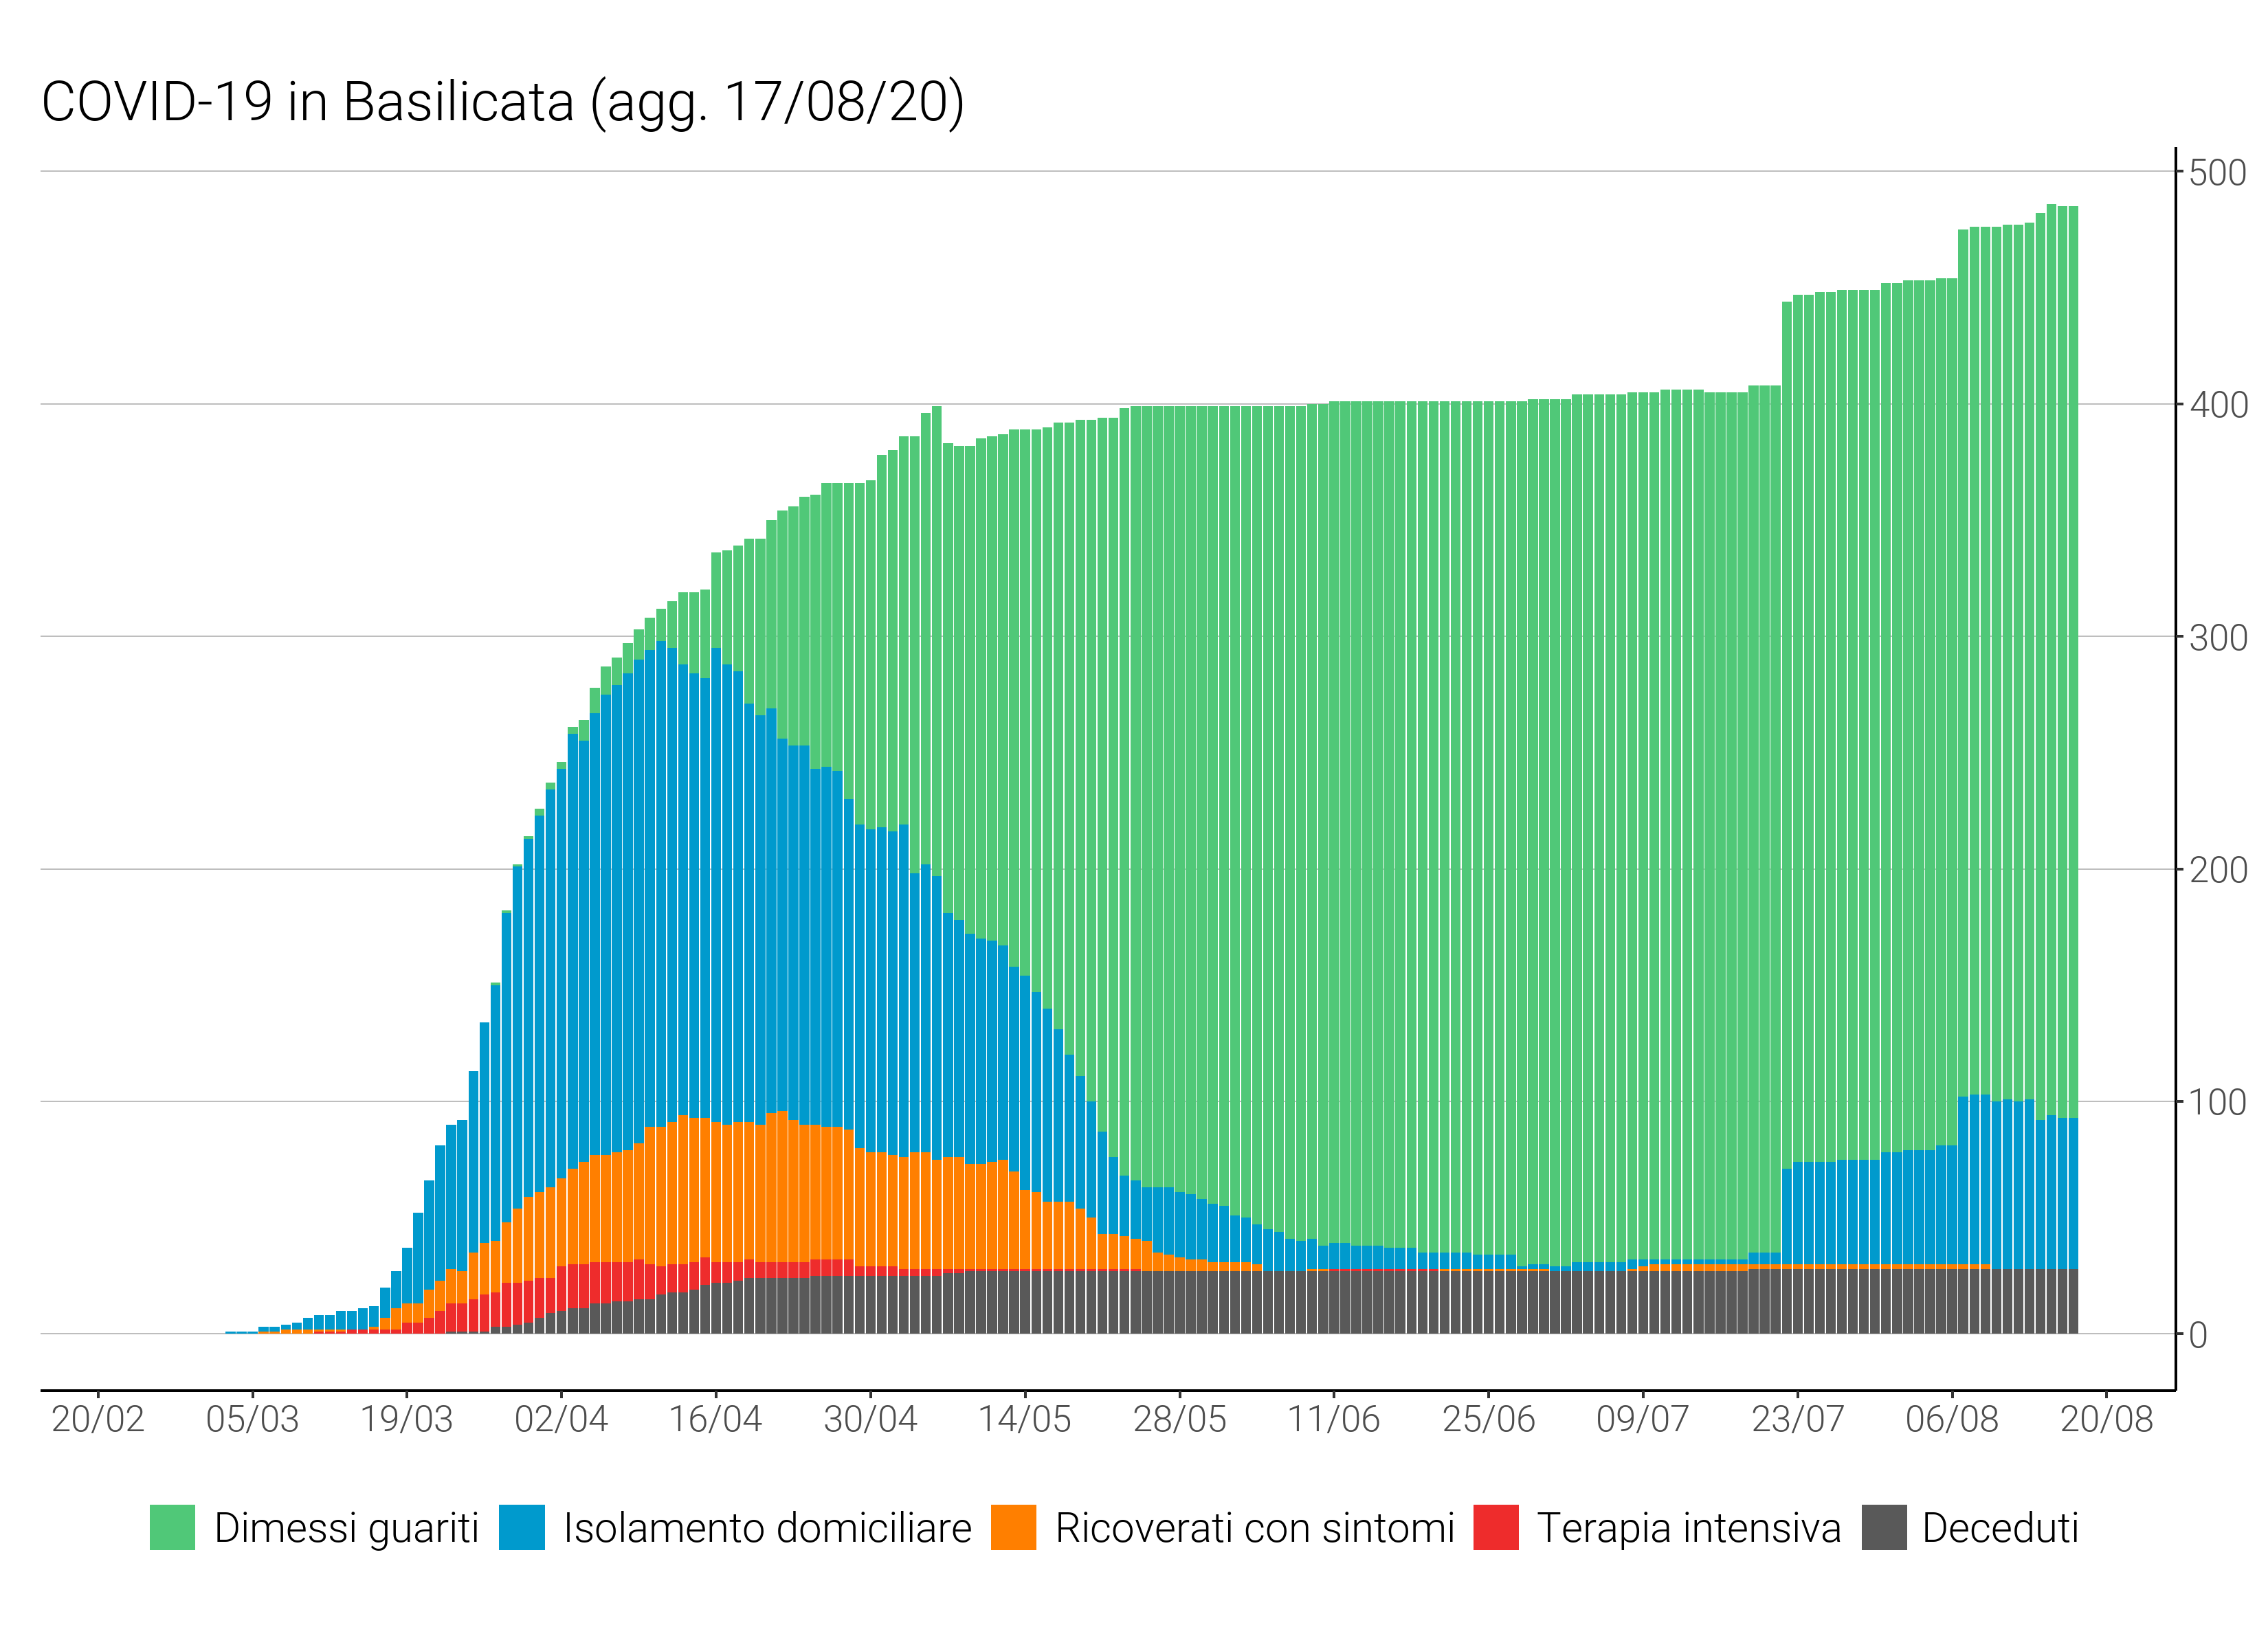 COVID-19 in Basilicata (agg. 17/08/20)
500
400
300
200
100
0
20/02 05/03 19/03 02/04 16/04 30/04 14/05 28/05 11/06 25/06 09/07 23/07 06/08 20/08
Dimessi guariti Isolamento domiciliare Ricoverati con sintomi Terapia intensiva Deceduti